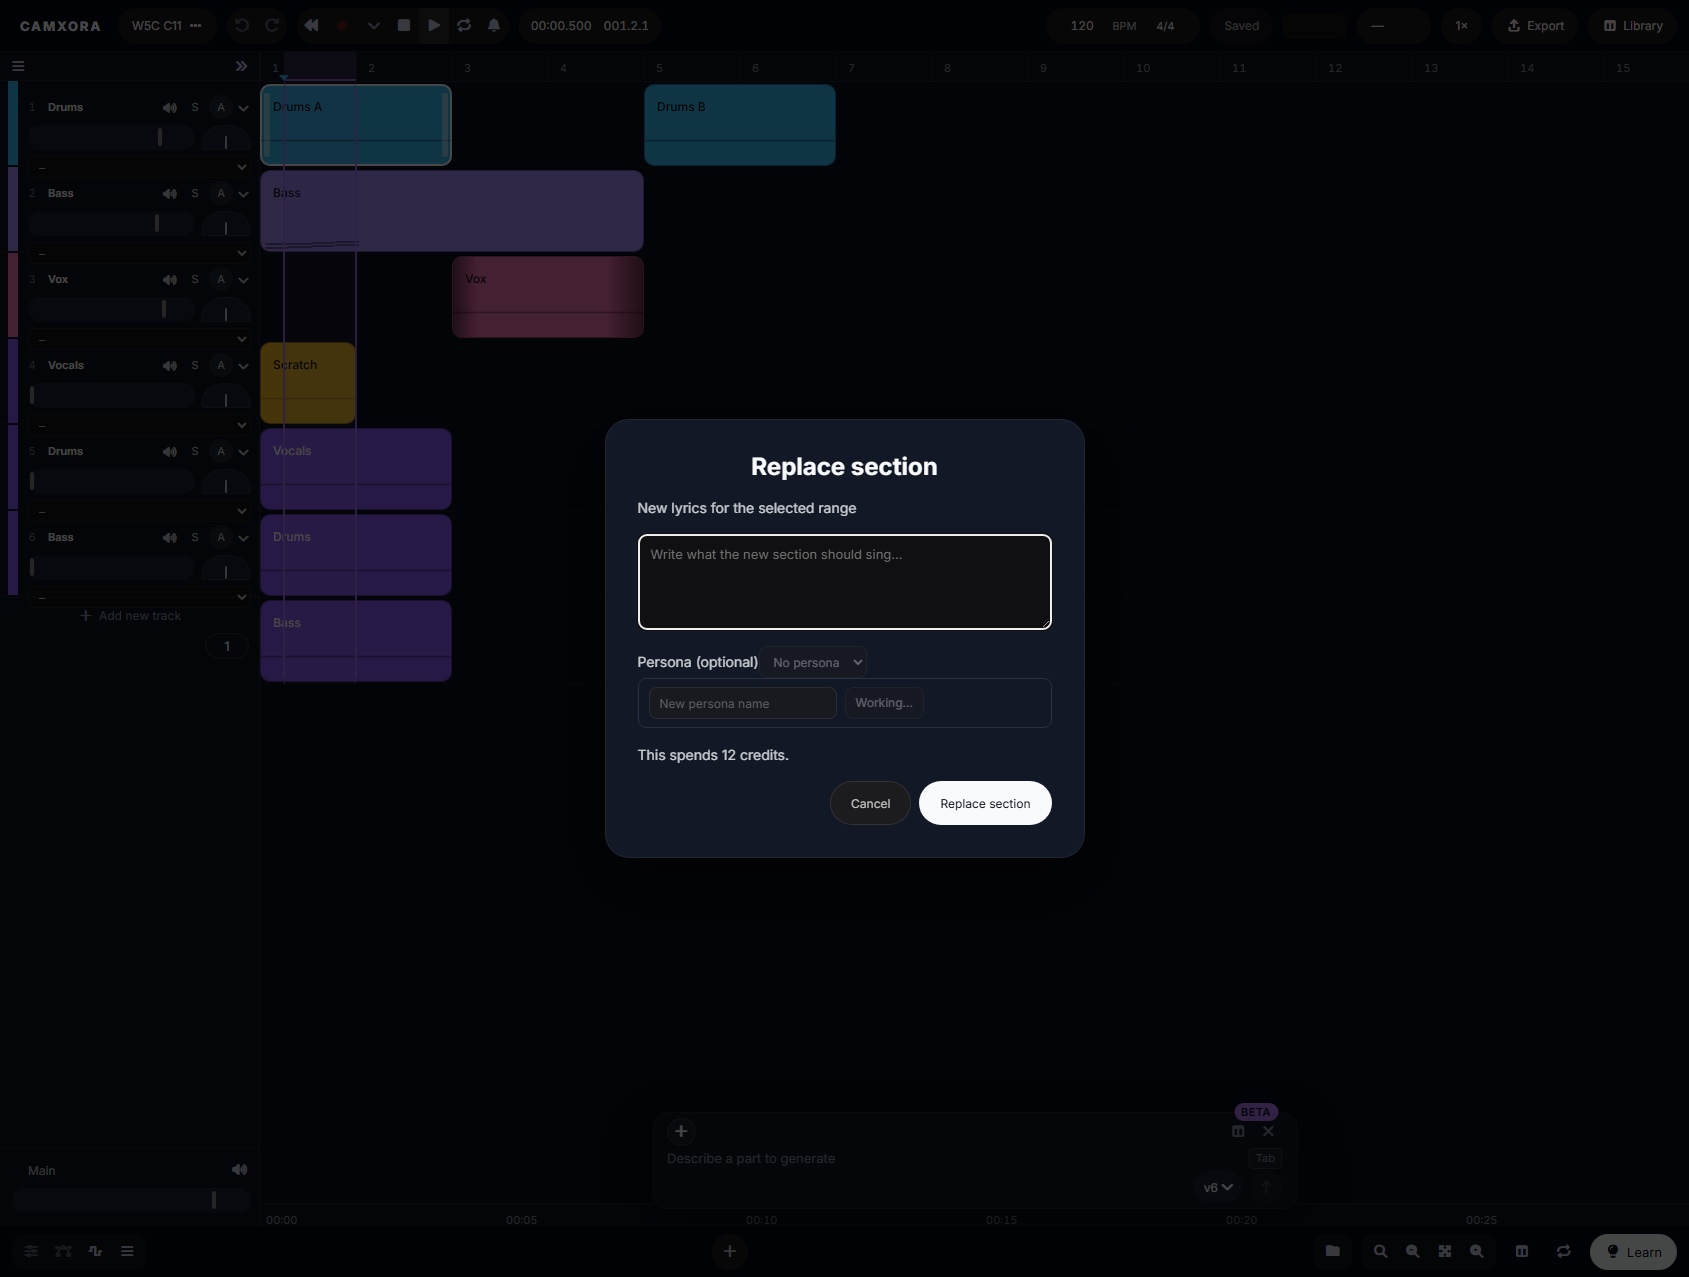 CAMXORA W5C C11 ••• 00:00.500 001.2.1 120 BPM 4/4 Saved — 1× Export Library
1 2 3 4 5 6 7 8 9 10 11 12 13 14 15
1 Drums S A
–
2 Bass S A
–
3 Vox S A
–
4 Vocals S A
–
5 Drums S A
–
6 Bass S A
–
Add new track
1
Drums A
Drums B
Bass
Vox
Scratch
Vocals
Drums
Bass
Replace section
New lyrics for the selected range
Write what the new section should sing...
Persona (optional) No persona
New persona name Working...
This spends 12 credits.
Cancel Replace section
BETA
Describe a part to generate
Tab
v6
Main
00:00 00:05 00:10 00:15 00:20 00:25
Learn